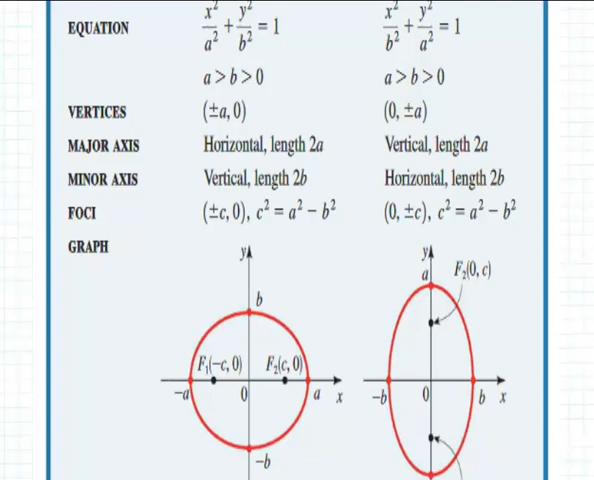 EQUATION x²/a² + y²/b² = 1 x²/b² + y²/a² = 1
a > b > 0 a > b > 0
VERTICES (±a, 0) (0, ±a)
MAJOR AXIS Horizontal, length 2a Vertical, length 2a
MINOR AXIS Vertical, length 2b Horizontal, length 2b
FOCI (±c, 0), c² = a² − b² (0, ±c), c² = a² − b²
GRAPH
y
b
F₁(−c, 0) F₂(c, 0)
−a 0 a x
−b
y
a F₂(0, c)
−b 0 b x